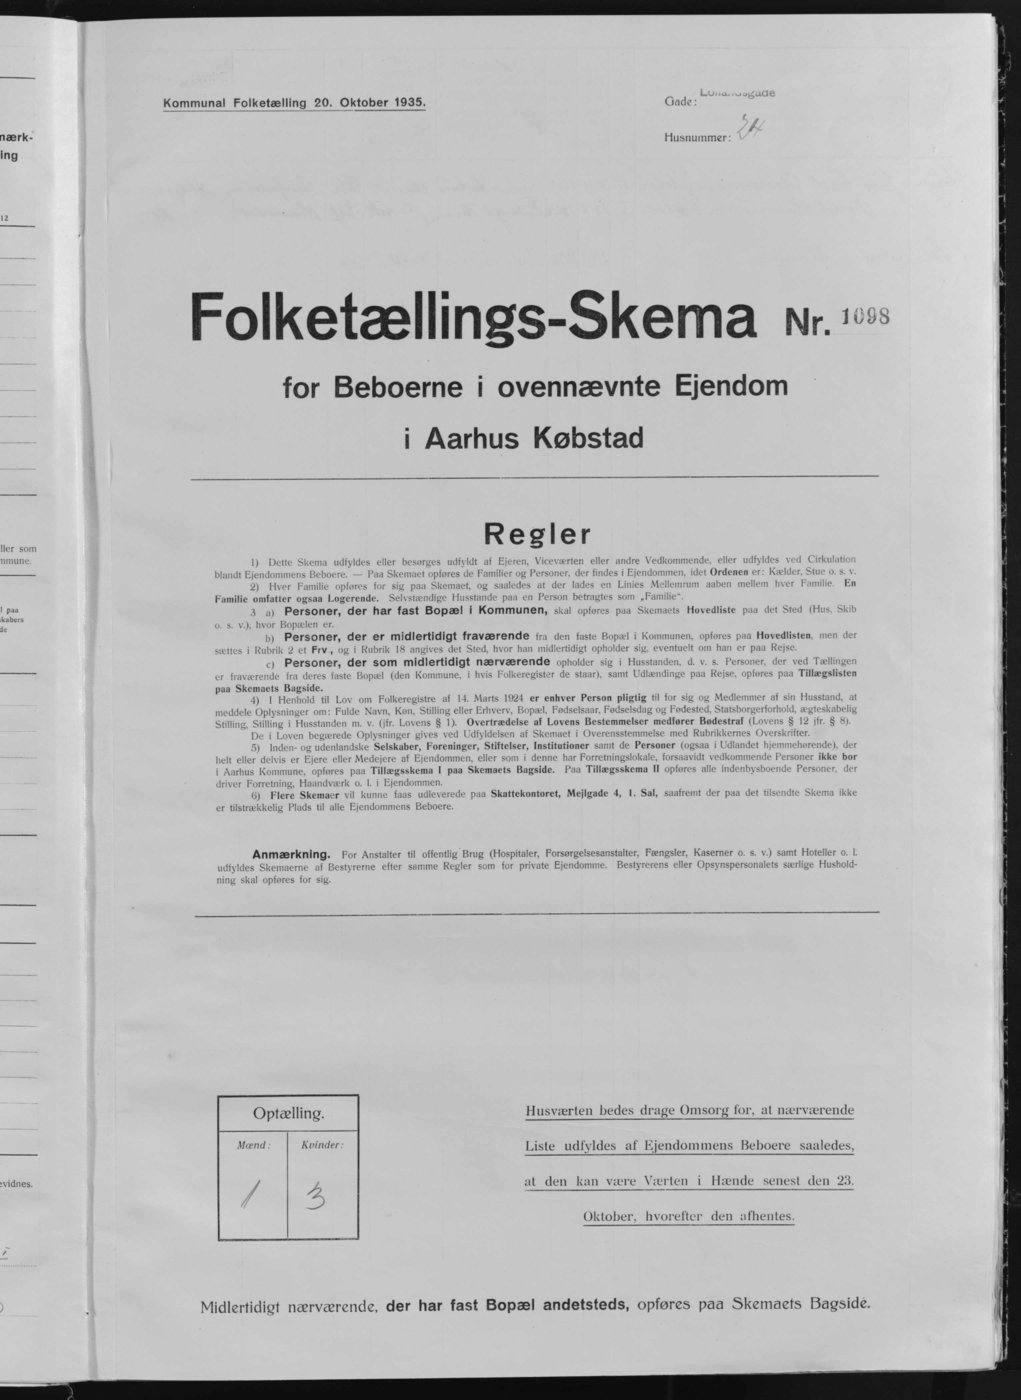 Kommunal Folketælling 20. Oktober 1935.
Gade:
Husnummer: 24
Folketællings-Skema Nr. 1098
for Beboerne i ovennævnte Ejendom
i Aarhus Købstad
Regler
1) Dette Skema udfyldes eller besørges udfyldt af Ejeren, Viceværten eller andre Vedkommende, eller udfyldes ved Cirkulation
blandt Ejendommens Beboere. — Paa Skemaet opføres de Familier og Personer, der findes i Ejendommen, idet Ordenen er: Kælder, Stue o. s. v.
2) Hver Familie opføres for sig paa Skemaet, og saaledes at der lades en Linies Mellemrum aaben mellem hver Familie. En
Familie omfatter ogsaa Logerende. Selvstændige Husstande paa en Person betragtes som „Familie“.
3 a) Personer, der har fast Bopæl i Kommunen, skal opføres paa Skemaets Hovedliste paa det Sted (Hus, Skib
o. s. v.), hvor Bopælen er.
b) Personer, der er midlertidigt fraværende fra den faste Bopæl i Kommunen, opføres paa Hovedlisten, men der
sættes i Rubrik 2 et Frv., og i Rubrik 18 angives det Sted, hvor han midlertidigt opholder sig, eventuelt om han er paa Rejse.
c) Personer, der som midlertidigt nærværende opholder sig i Husstanden, d. v. s. Personer, der ved Tællingen
er fraværende fra deres faste Bopæl (den Kommune, i hvis Folkeregister de staar), samt Udlændinge paa Rejse, opføres paa Tillægslisten
paa Skemaets Bagside.
4) I Henhold til Lov om Folkeregistre af 14. Marts 1924 er enhver Person pligtig til for sig og Medlemmer af sin Husstand, at
meddele Oplysninger om: Fulde Navn, Køn, Stilling eller Erhverv, Bopæl, Fødselsaar, Fødselsdag og Fødested, Statsborgerforhold, ægteskabelig
Stilling, Stilling i Husstanden m. v. (jfr. Lovens § 1). Overtrædelse af Lovens Bestemmelser medfører Bødestraf (Lovens § 12 jfr. § 8).
De i Loven begærede Oplysninger gives ved Udfyldelsen af Skemaet i Overensstemmelse med Rubrikkernes Overskrifter.
5) Inden- og udenlandske Selskaber, Foreninger, Stiftelser, Institutioner samt de Personer (ogsaa i Udlandet hjemmehørende), der
helt eller delvis er Ejere eller Medejere af Ejendommen, eller som i denne har Forretningslokale, forsaavidt vedkommende Personer ikke bor
i Aarhus Kommune, opføres paa Tillægsskema I paa Skemaets Bagside. Paa Tillægsskema II opføres alle indenbysboende Personer, der
driver Forretning, Haandværk o. l. i Ejendommen.
6) Flere Skemaer vil kunne faas udleverede paa Skattekontoret, Mejlgade 4, 1. Sal, saafremt der paa det tilsendte Skema ikke
er tilstrækkelig Plads til alle Ejendommens Beboere.
Anmærkning. For Anstalter til offentlig Brug (Hospitaler, Forsørgelsesanstalter, Fængsler, Kaserner o. s. v.) samt Hoteller o. l.
udfyldes Skemaerne af Bestyrerne efter samme Regler som for private Ejendomme. Bestyrerens eller Opsynspersonalets særlige Hushold-
ning skal opføres for sig.
Optælling.
Mænd: Kvinder:
1 3
Husværten bedes drage Omsorg for, at nærværende
Liste udfyldes af Ejendommens Beboere saaledes,
at den kan være Værten i Hænde senest den 23.
Oktober, hvorefter den afhentes.
Midlertidigt nærværende, der har fast Bopæl andetsteds, opføres paa Skemaets Bagside.